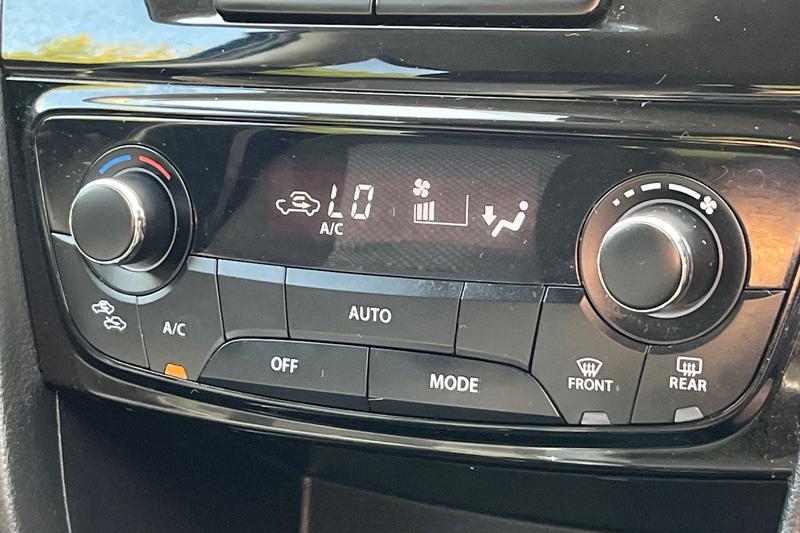 LO
A/C
A/C
AUTO
OFF
MODE
FRONT
REAR